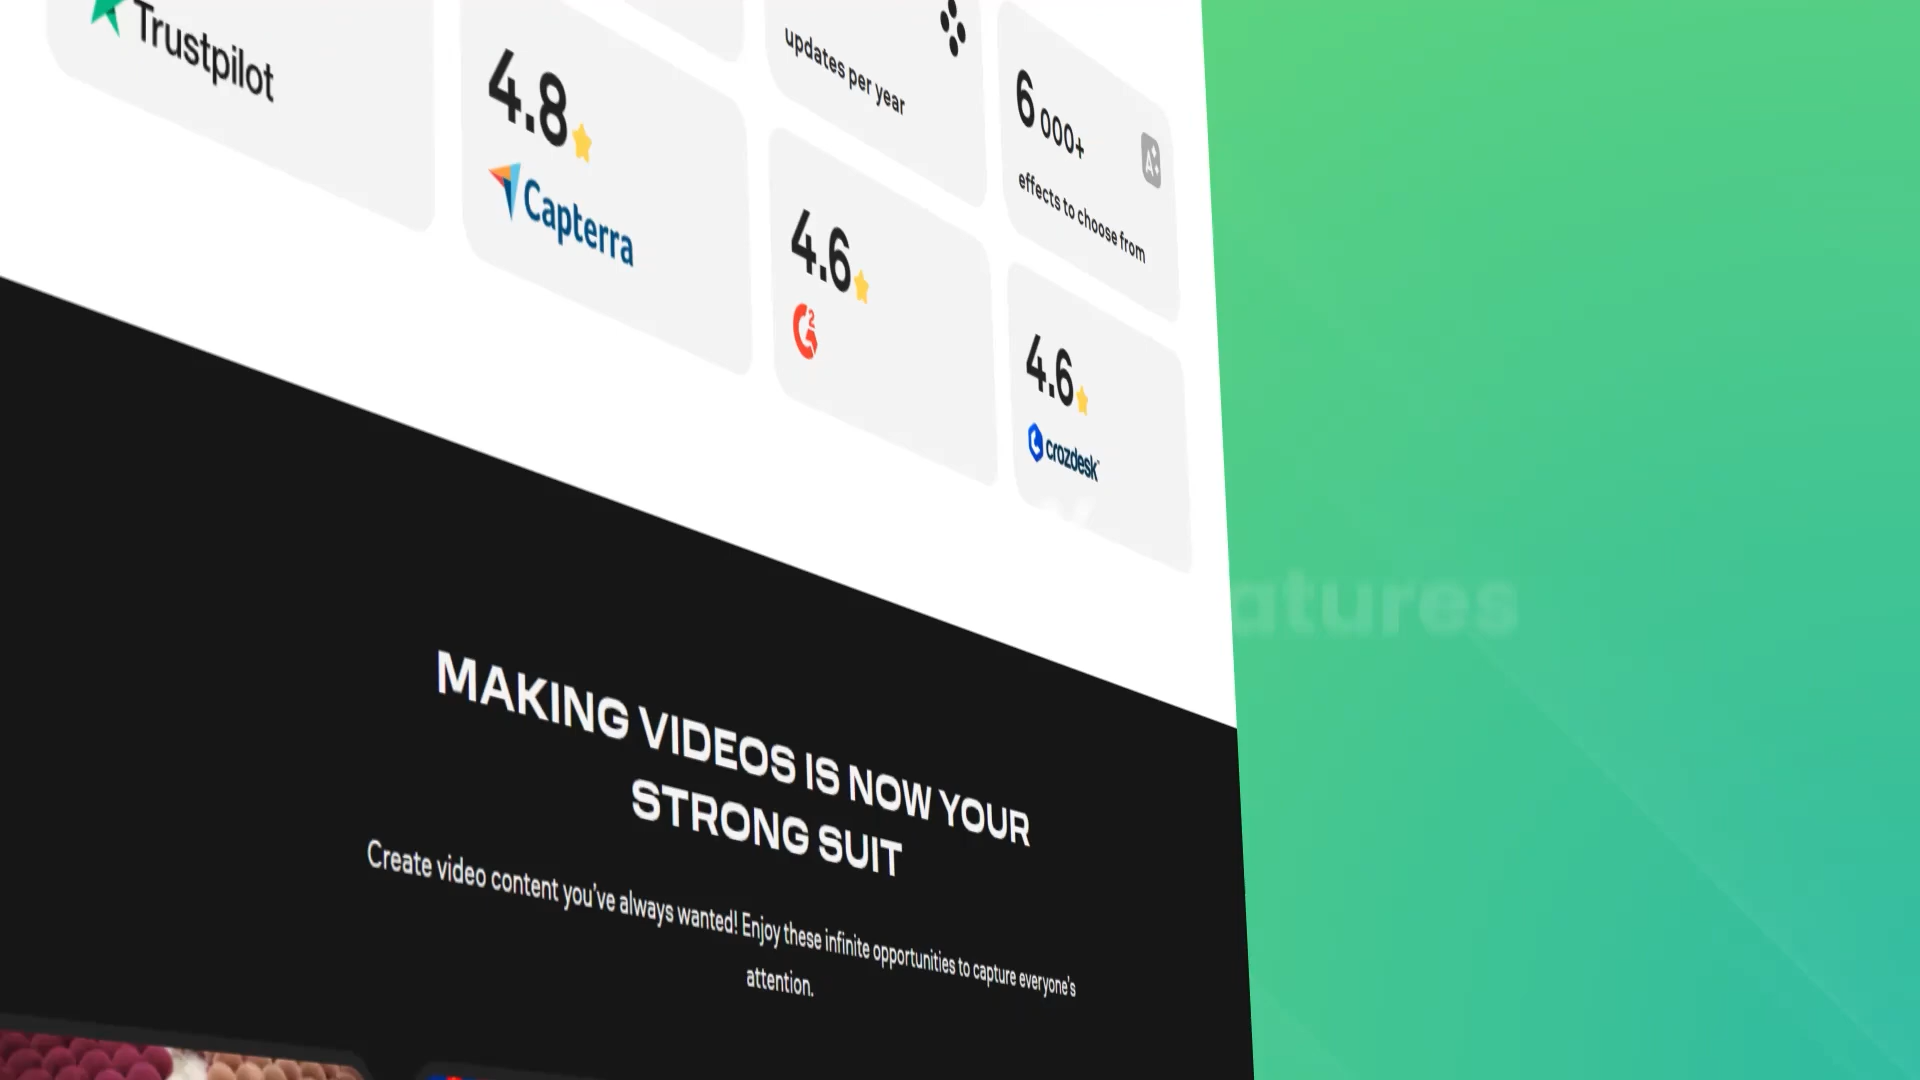 Trustpilot
4.8
Capterra
updates per year
4.6
G2
6 000+
A+
effects to choose from
4.6
crozdesk
atures
MAKING VIDEOS IS NOW YOUR
STRONG SUIT
Create video content you've always wanted! Enjoy these infinite opportunities to capture everyone's
attention.